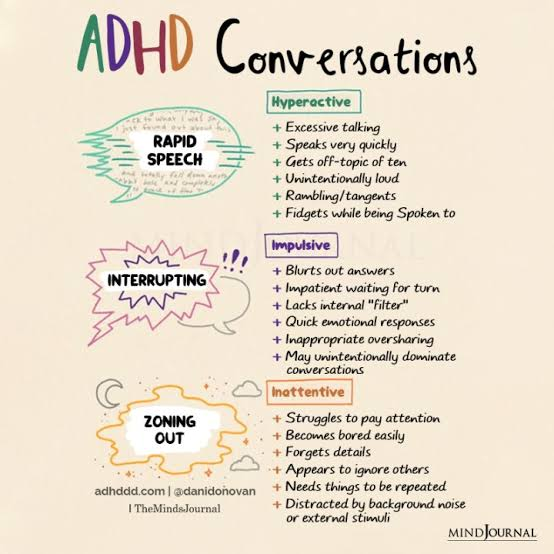 ADHD Conversations
RAPID
SPEECH
Hyperactive
+ Excessive talking
+ Speaks very quickly
+ Gets off-topic of ten
+ Unintentionally loud
+ Rambling/tangents
+ Fidgets while being Spoken to
INTERRUPTING
!!!
Impulsive
+ Blurts out answers
+ Impatient waiting for turn
+ Lacks internal "filter"
+ Quick emotional responses
+ Inappropriate oversharing
+ May unintentionally dominate
conversations
ZONING
OUT
Inattentive
+ Struggles to pay attention
+ Becomes bored easily
+ Forgets details
+ Appears to ignore others
+ Needs things to be repeated
+ Distracted by background noise
or external stimuli
adhddd.com | @danidonovan
| TheMindsJournal
MINDJOURNAL